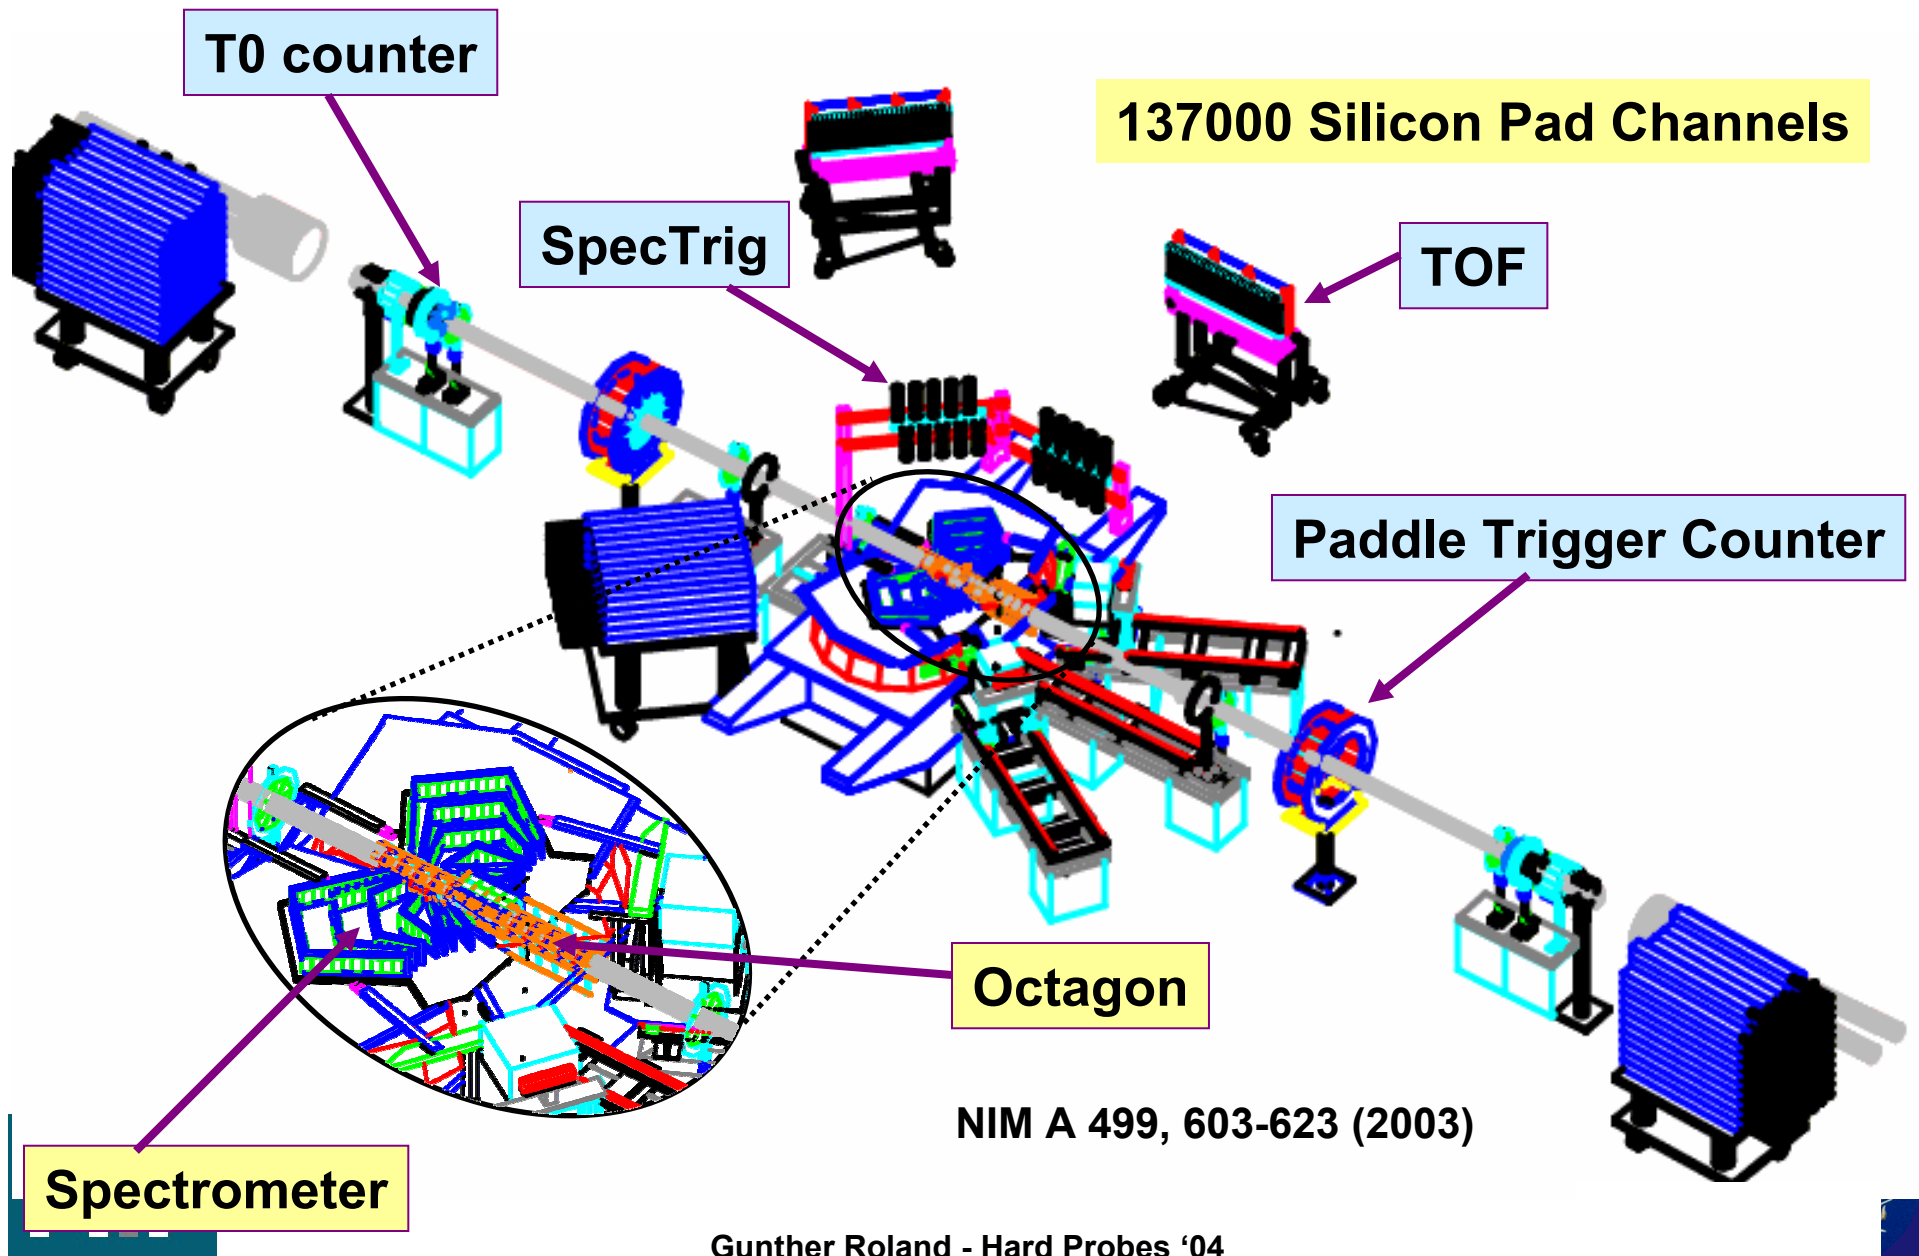 T0 counter
137000 Silicon Pad Channels
SpecTrig
TOF
Paddle Trigger Counter
Octagon
NIM A 499, 603-623 (2003)
Spectrometer
Gunther Roland - Hard Probes ‘04